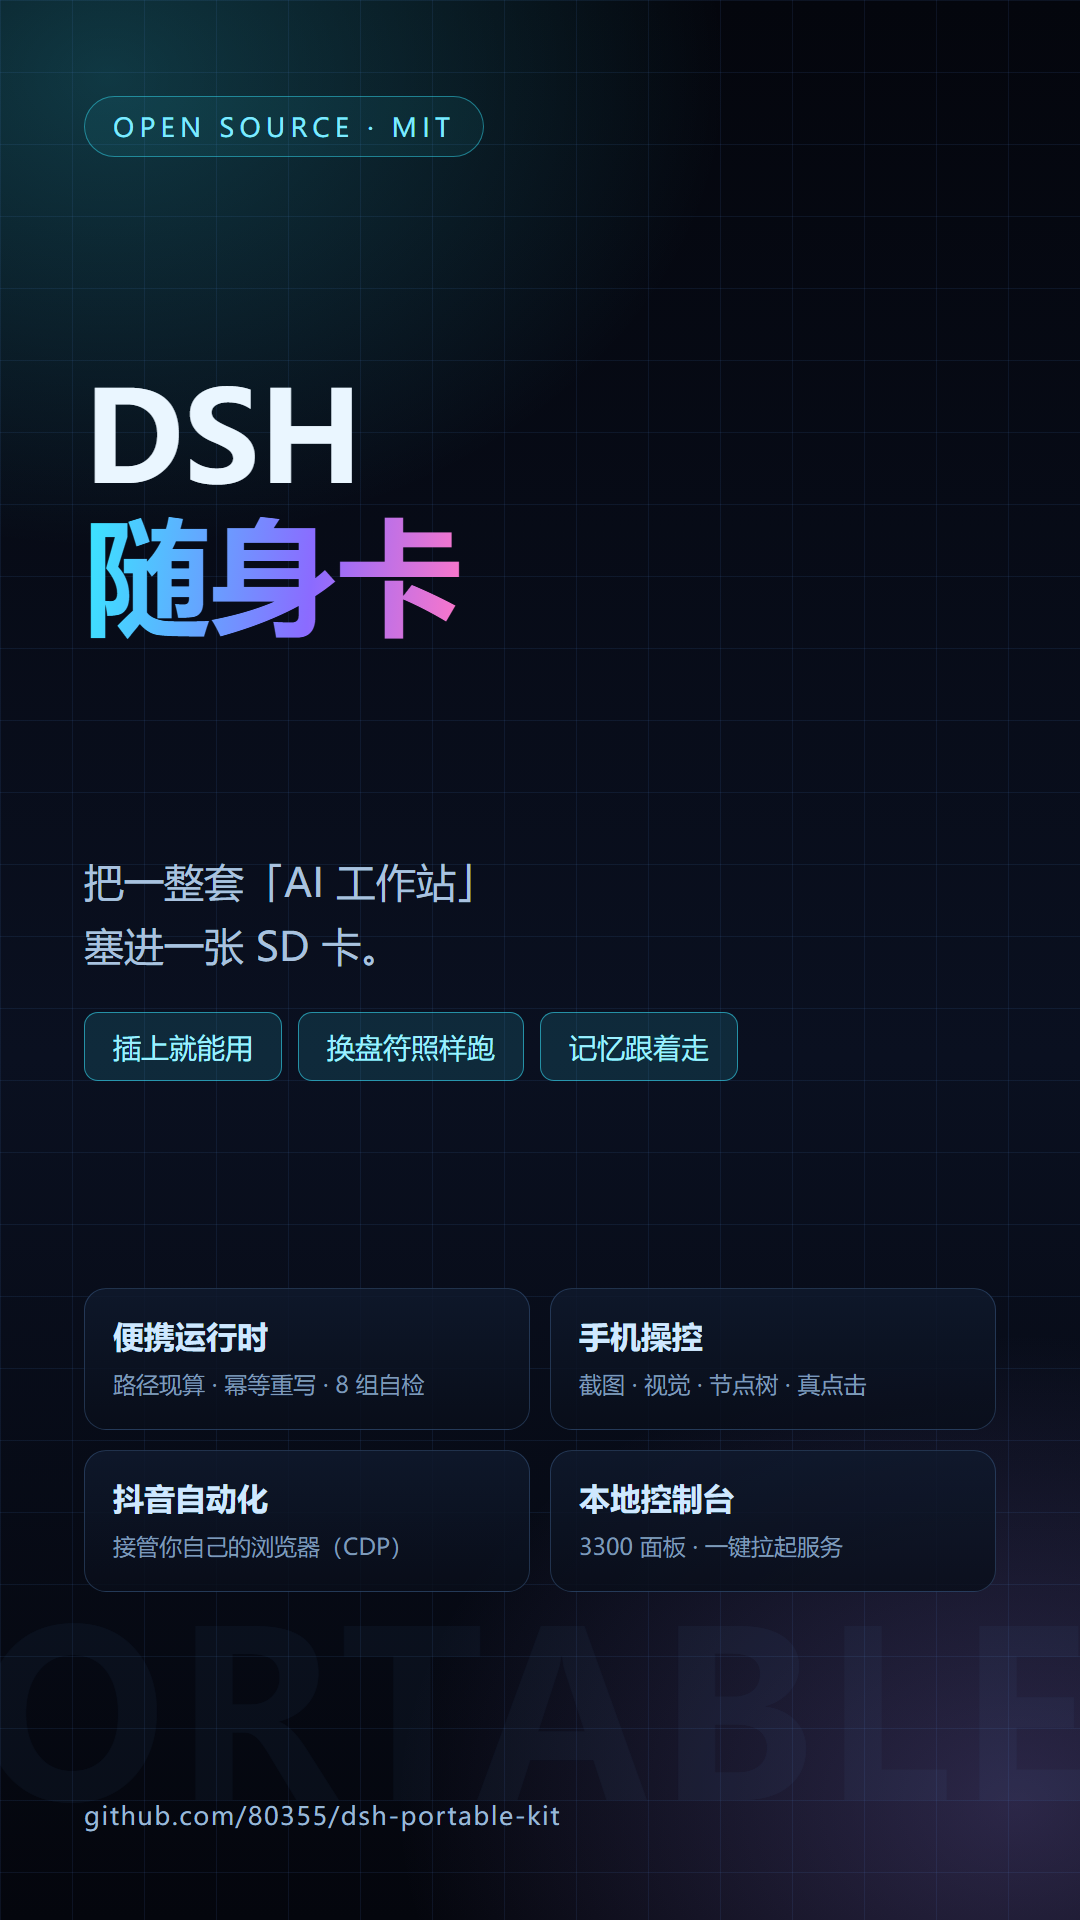 OPEN SOURCE · MIT
DSH
随身卡
把一整套「AI 工作站」
塞进一张 SD 卡。
插上就能用
换盘符照样跑
记忆跟着走
便携运行时
路径现算 · 幂等重写 · 8 组自检
手机操控
截图 · 视觉 · 节点树 · 真点击
抖音自动化
接管你自己的浏览器（CDP）
本地控制台
3300 面板 · 一键拉起服务
ORTABLE
github.com/80355/dsh-portable-kit